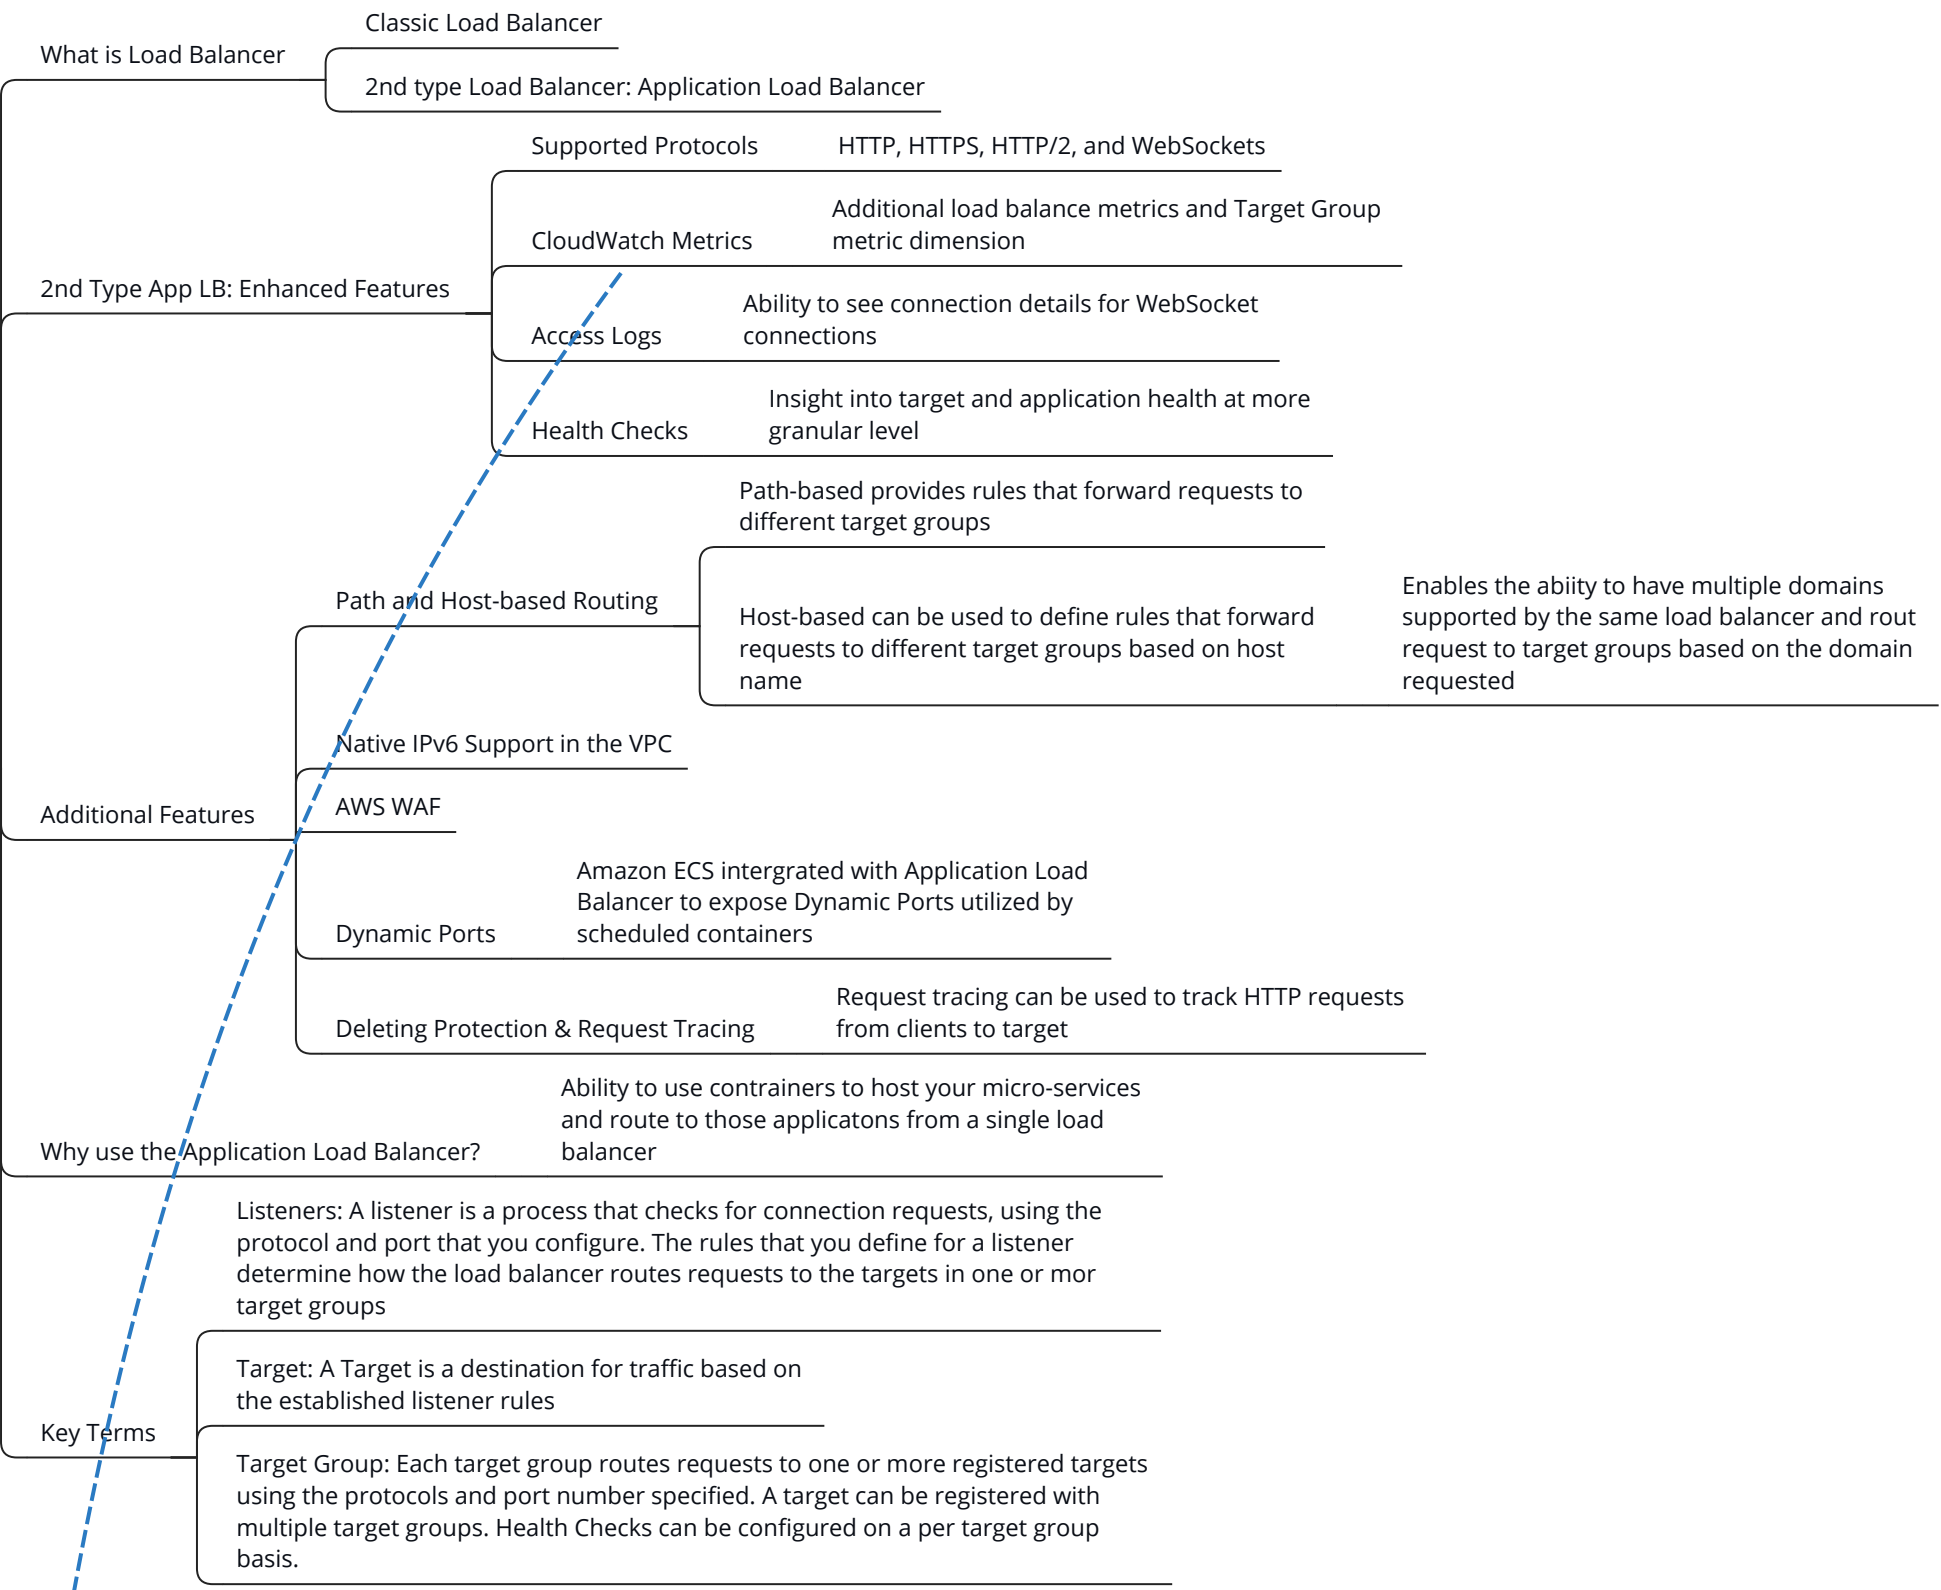 Classic Load Balancer
What is Load Balancer
2nd type Load Balancer: Application Load Balancer
Supported Protocols
HTTP, HTTPS, HTTP/2, and WebSockets
Additional load balance metrics and Target Group
metric dimension
CloudWatch Metrics
2nd Type App LB: Enhanced Features
Ability to see connection details for WebSocket
connections
Access Logs
Insight into target and application health at more
granular level
Health Checks
Path-based provides rules that forward requests to
different target groups
Path and Host-based Routing
Host-based can be used to define rules that forward
requests to different target groups based on host
name
Enables the abiity to have multiple domains
supported by the same load balancer and rout
request to target groups based on the domain
requested
Native IPv6 Support in the VPC
Additional Features
AWS WAF
Amazon ECS intergrated with Application Load
Balancer to expose Dynamic Ports utilized by
scheduled containers
Dynamic Ports
Request tracing can be used to track HTTP requests
from clients to target
Deleting Protection & Request Tracing
Ability to use contrainers to host your micro-services
and route to those applicatons from a single load
balancer
Why use the Application Load Balancer?
Listeners: A listener is a process that checks for connection requests, using the
protocol and port that you configure. The rules that you define for a listener
determine how the load balancer routes requests to the targets in one or mor
target groups
Target: A Target is a destination for traffic based on
the established listener rules
Key Terms
Target Group: Each target group routes requests to one or more registered targets
using the protocols and port number specified. A target can be registered with
multiple target groups. Health Checks can be configured on a per target group
basis.